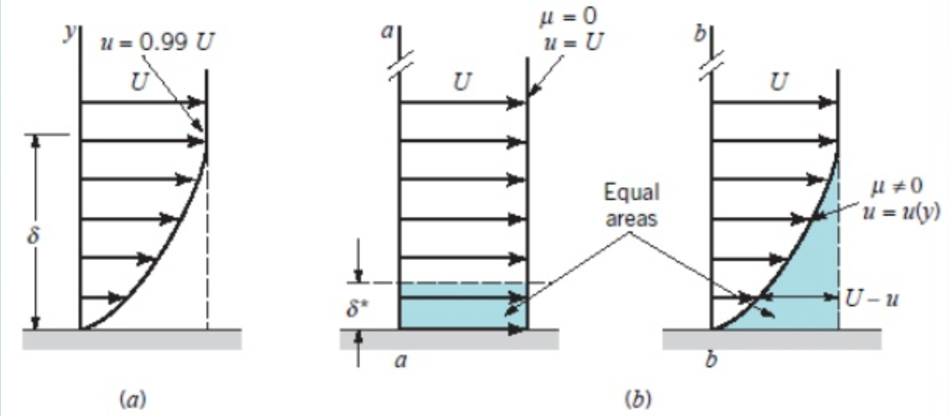 y
u = 0.99 U
U
δ
(a)
a
μ = 0
u = U
U
δ*
a
Equal
areas
b
U
μ ≠ 0
u = u(y)
U – u
b
(b)